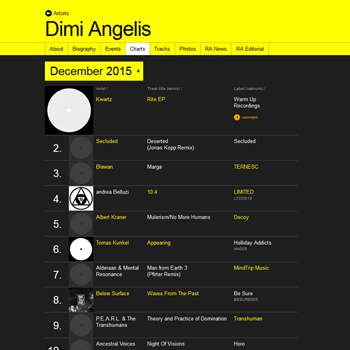 Artists
Dimi Angelis
About Biography Events Charts Tracks Photos RA News RA Editorial
December 2015
Artist / Track title (remix) / Label (cat/num) /
Kwartz Rite EP Warm Up
Recordings
comment
2. Secluded Deserted Secluded
(Jonas Kopp Remix)
3. Blawan Marga TERNESC
4. andrea Belluzi 10.4 LIMITED
5. Albert Kraner Mulerism/No More Humans Decoy
6. Tomas Kunkel Appearing Holliday Addicts
7. Alderaan & Mental Man from Earth 3 MindTrip Music
Resonance (Pfirter Remix)
8. Below Surface Waves From The Past Be Sure
BESURE005
9. P.E.A.R.L. & The Theory and Practice of Domination Transhuman
Transhumans
Ancestral Voices Night Of Visions Horo